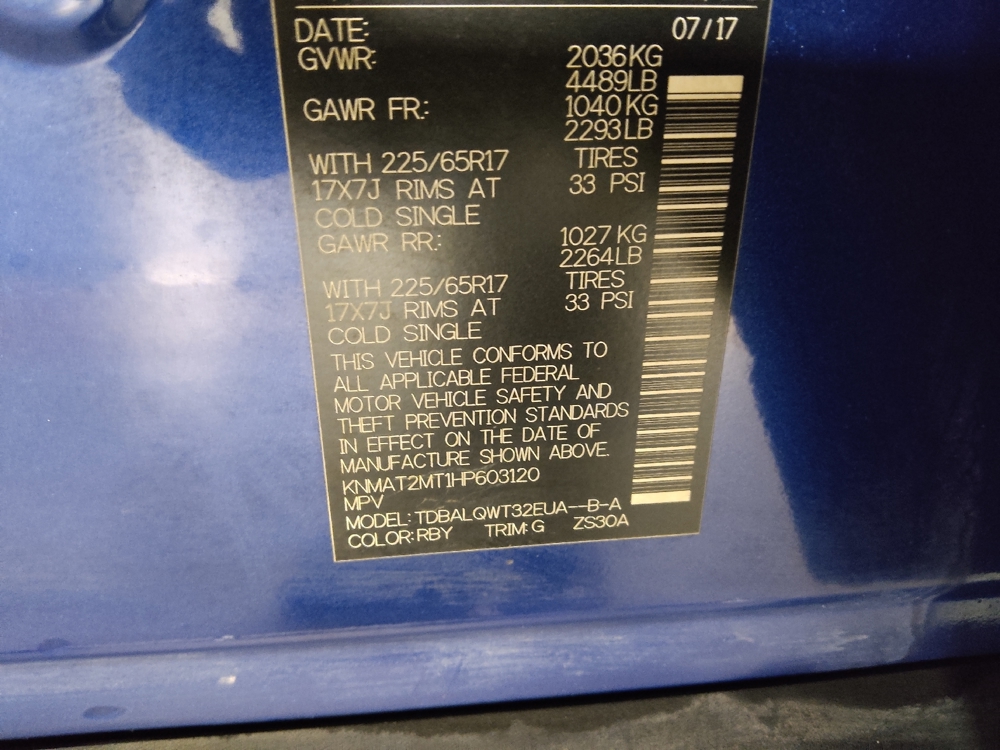 DATE: 07/17
GVWR: 2036KG
4489LB
GAWR FR.: 1040KG
2293LB
WITH 225/65R17 TIRES
17X7J RIMS AT 33 PSI
COLD SINGLE
GAWR RR.: 1027KG
2264LB
WITH 225/65R17 TIRES
17X7J RIMS AT 33 PSI
COLD SINGLE
THIS VEHICLE CONFORMS TO
ALL APPLICABLE FEDERAL
MOTOR VEHICLE SAFETY AND
THEFT PREVENTION STANDARDS
IN EFFECT ON THE DATE OF
MANUFACTURE SHOWN ABOVE.
KNMAT2MT1HP603120
MPV
MODEL: TDBALQWT32EUA--B-A
COLOR: RBY TRIM: G ZS30A